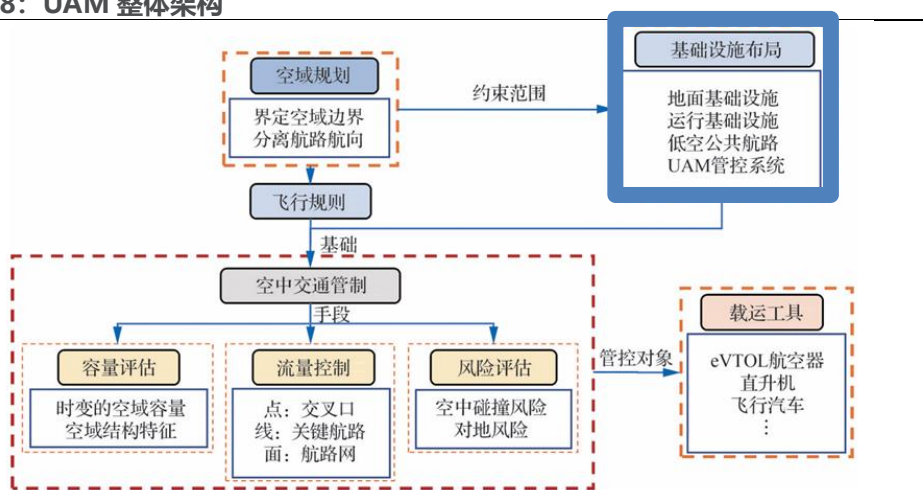 8：UAM 整体架构
空域规划
界定空域边界
分离航路航向
约束范围
基础设施布局
地面基础设施
运行基础设施
低空公共航路
UAM管控系统
飞行规则
基础
空中交通管制
手段
容量评估
时变的空域容量
空域结构特征
流量控制
点：交叉口
线：关键航路
面：航路网
风险评估
空中碰撞风险
对地风险
管控对象
载运工具
eVTOL航空器
直升机
飞行汽车
⋮